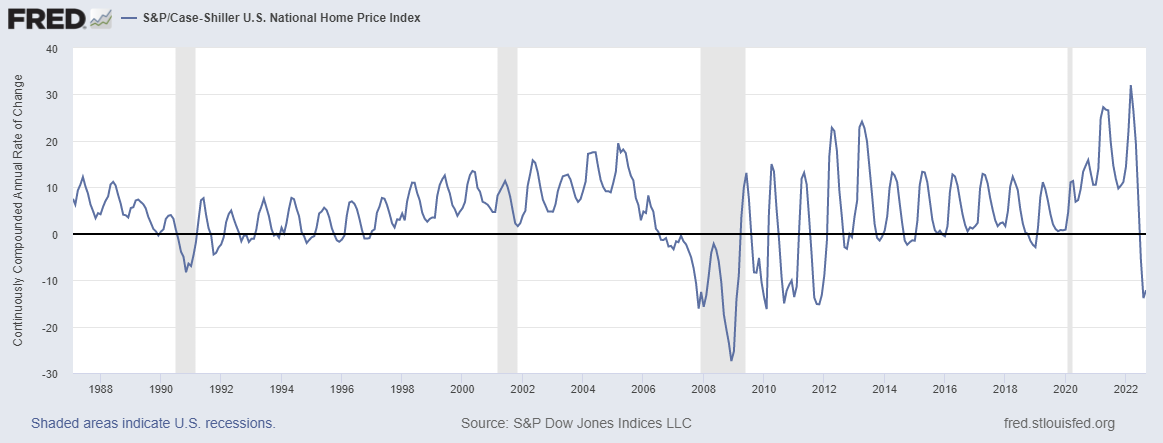 FRED
S&P/Case-Shiller U.S. National Home Price Index
Continuously Compounded Annual Rate of Change
40
30
20
10
0
-10
-20
-30
1988 1990 1992 1994 1996 1998 2000 2002 2004 2006 2008 2010 2012 2014 2016 2018 2020 2022
Shaded areas indicate U.S. recessions. Source: S&P Dow Jones Indices LLC fred.stlouisfed.org